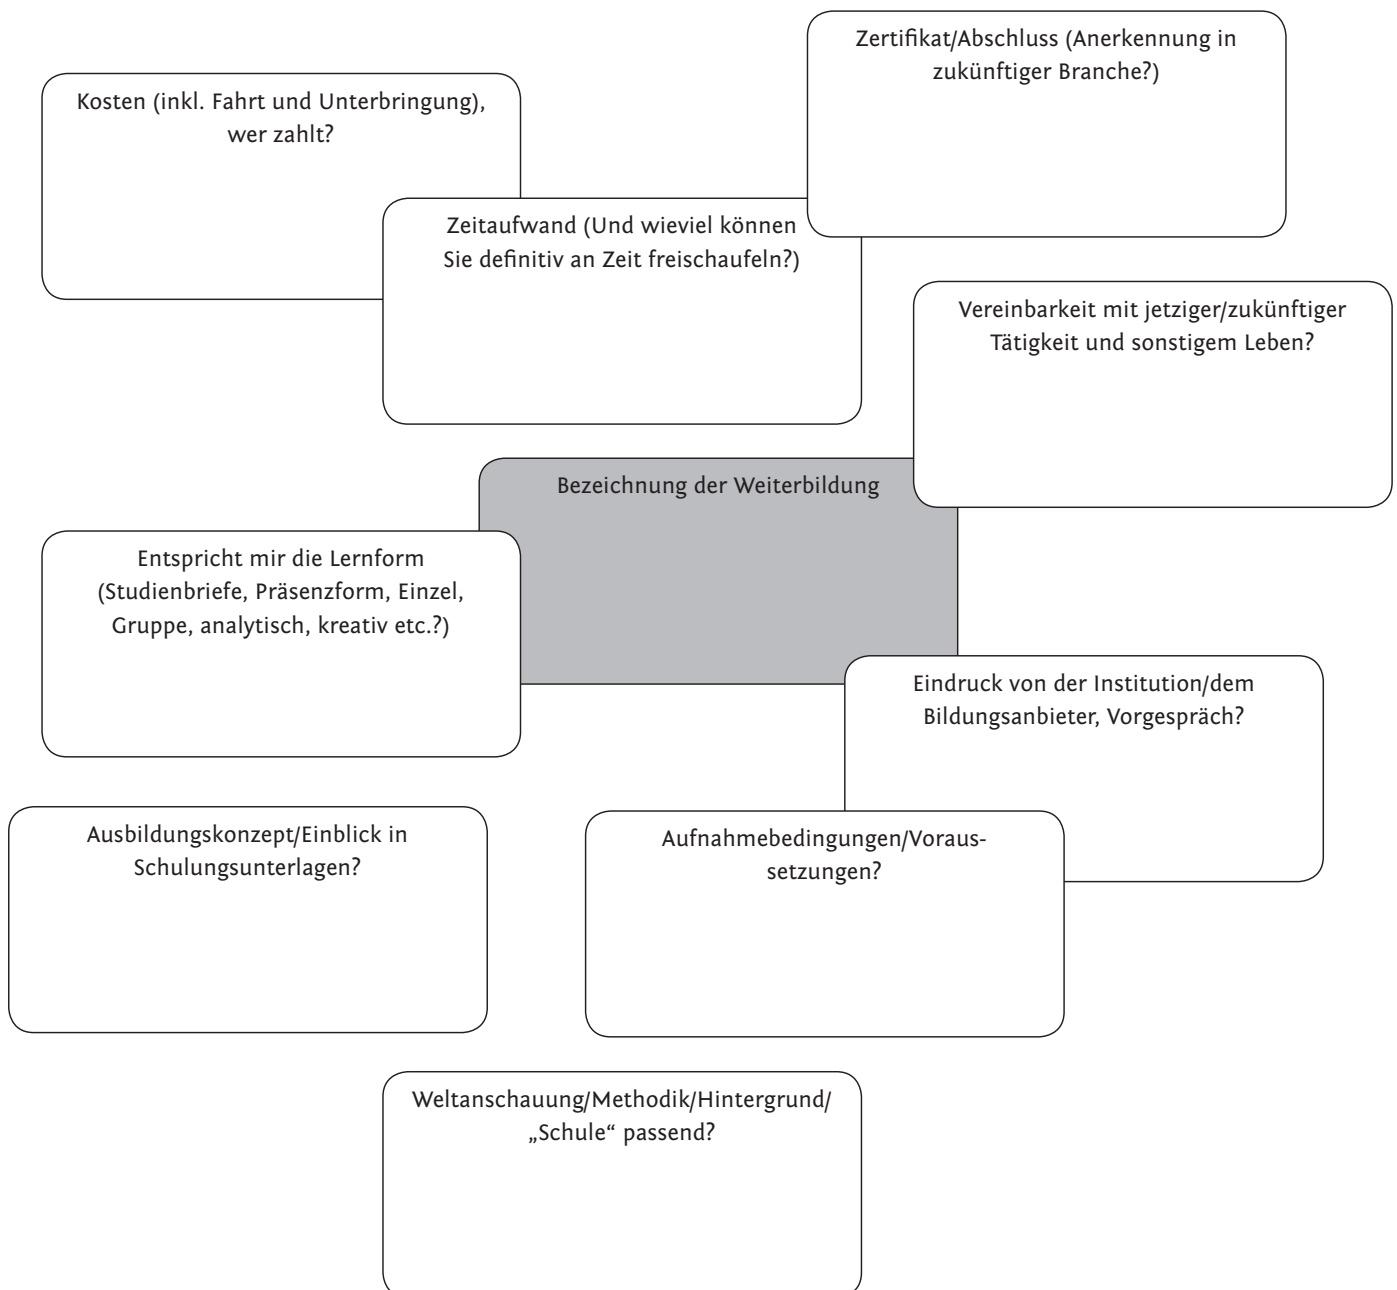 Zertifikat/Abschluss (Anerkennung in
zukünftiger Branche?)
Kosten (inkl. Fahrt und Unterbringung),
wer zahlt?
Zeitaufwand (Und wieviel können
Sie definitiv an Zeit freischaufeln?)
Vereinbarkeit mit jetziger/zukünftiger
Tätigkeit und sonstigem Leben?
Bezeichnung der Weiterbildung
Entspricht mir die Lernform
(Studienbriefe, Präsenzform, Einzel,
Gruppe, analytisch, kreativ etc.?)
Eindruck von der Institution/dem
Bildungsanbieter, Vorgespräch?
Ausbildungskonzept/Einblick in
Schulungsunterlagen?
Aufnahmebedingungen/Voraus-
setzungen?
Weltanschauung/Methodik/Hintergrund/
„Schule“ passend?